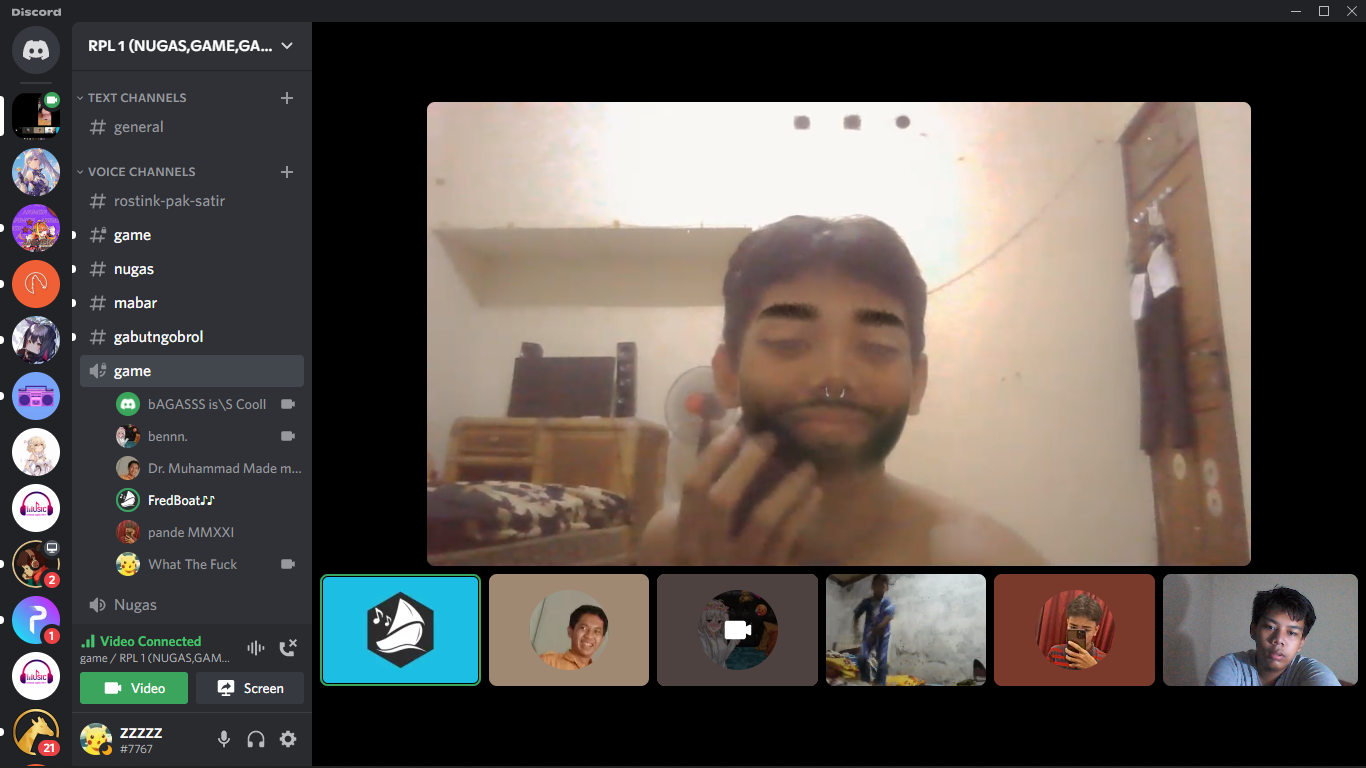 Discord
RPL 1 (NUGAS,GAME,GA...
TEXT CHANNELS
general
VOICE CHANNELS
rostink-pak-satir
game
nugas
mabar
gabutngobrol
game
bAGASSS is\S Cooll
bennn.
Dr. Muhammad Made m...
FredBoat♪♪
pande MMXXI
What The Fuck
Nugas
Video Connected
game / RPL 1 (NUGAS,GAM...
Video
Screen
zzzzz
#7767
MUSIC
2
1
MUSIC
21